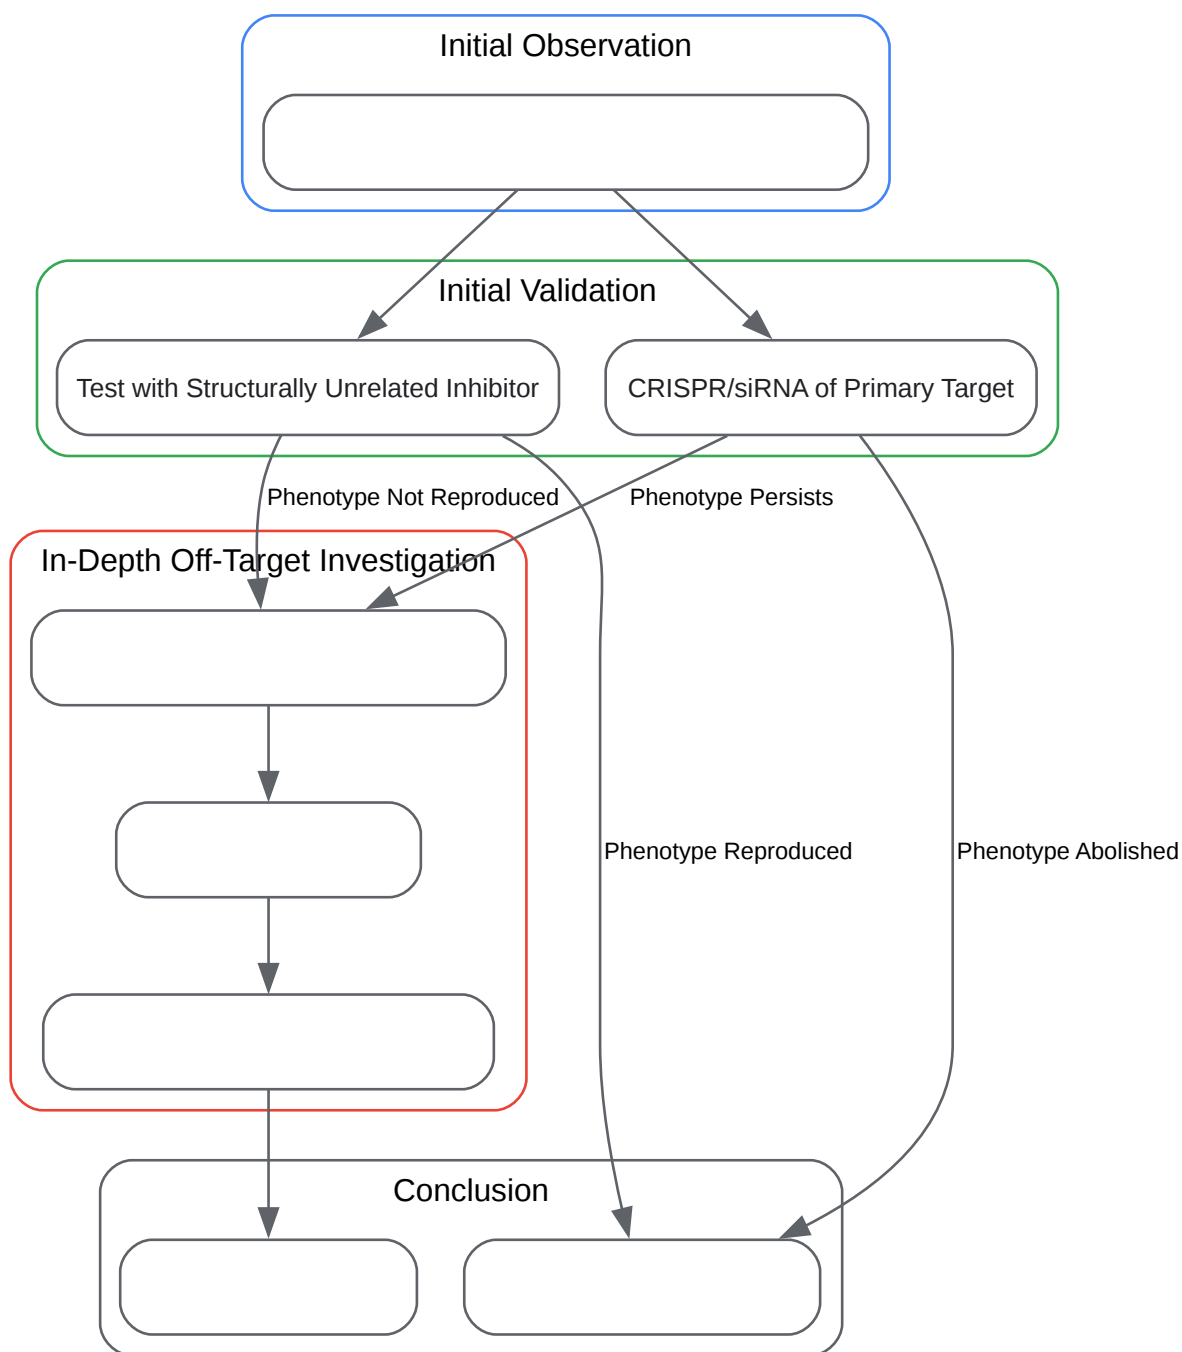 Initial Observation
Initial Validation
Test with Structurally Unrelated Inhibitor
CRISPR/siRNA of Primary Target
Phenotype Not Reproduced
Phenotype Persists
In-Depth Off-Target Investigation
Phenotype Reproduced
Phenotype Abolished
Conclusion